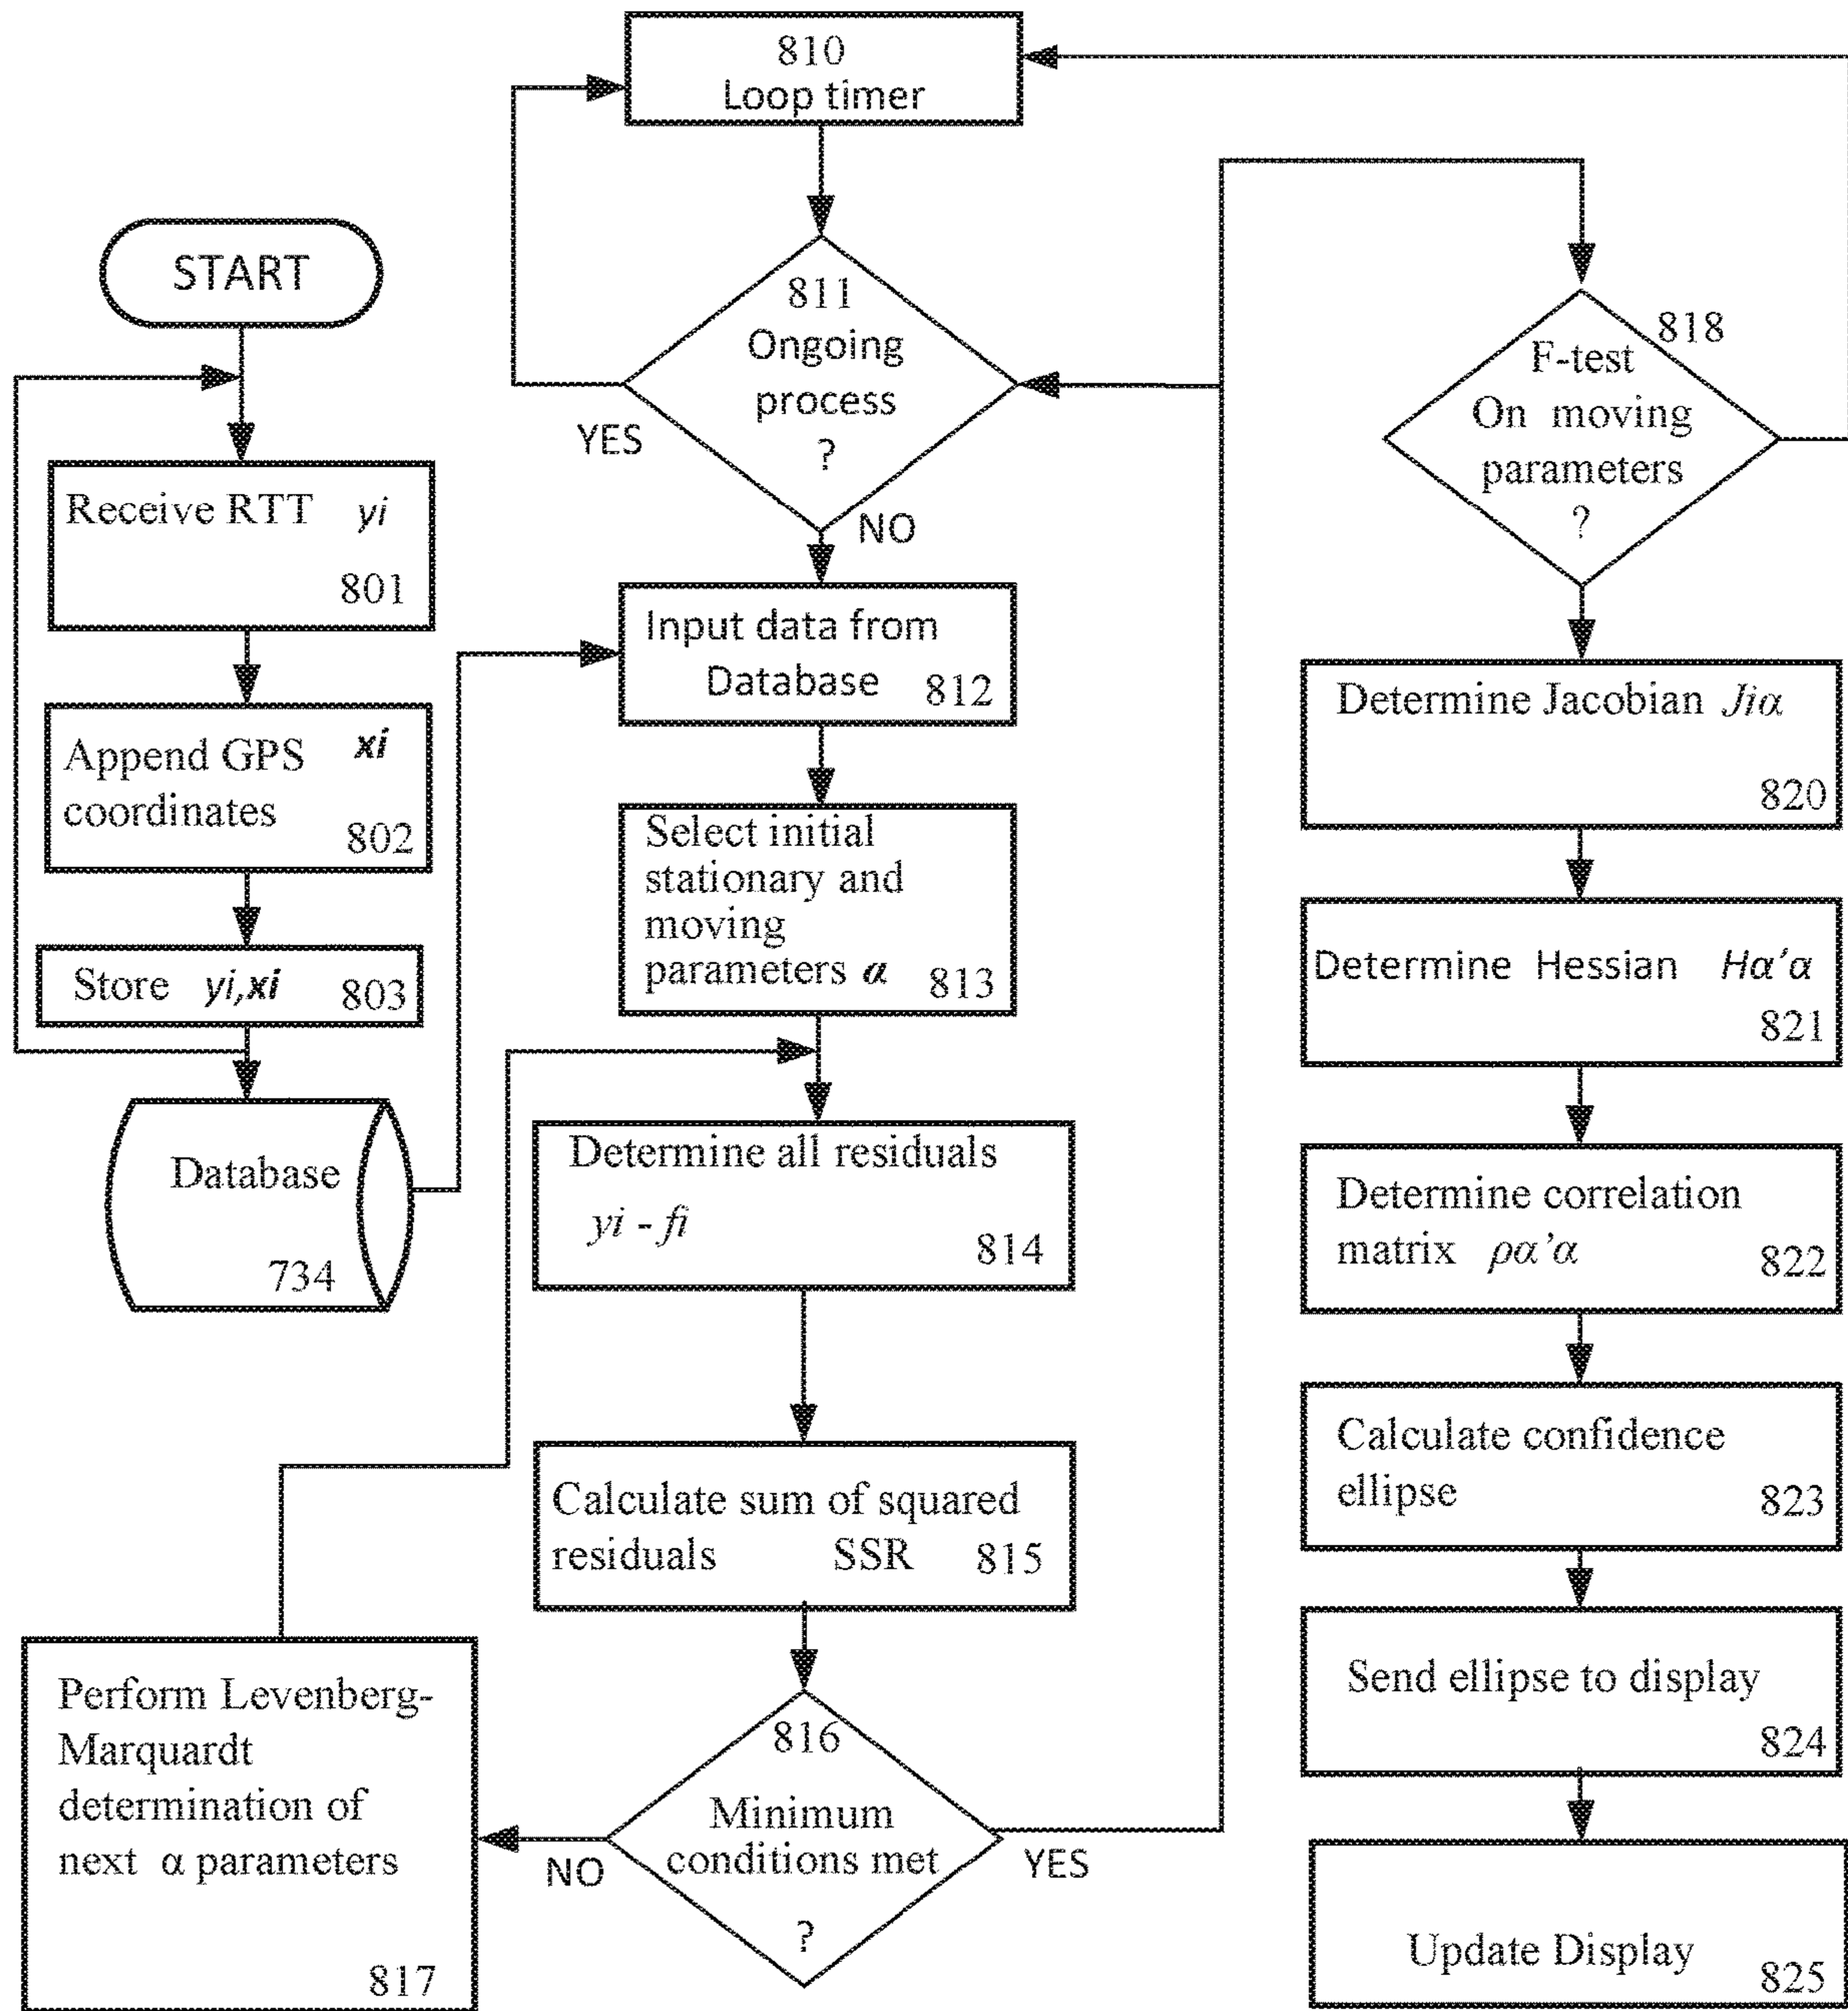 START
Receive RTT yi
801
Append GPS xi
coordinates
802
Store yi,xi 803
Database
734
810
Loop timer
811
Ongoing
process
?
YES
NO
Input data from
Database 812
Select initial
stationary and
moving
parameters α 813
Determine all residuals
yi - fi
814
Calculate sum of squared
residuals SSR 815
816
Minimum
conditions met
?
NO
YES
Perform Levenberg-
Marquardt
determination of
next α parameters
817
818
F-test
On moving
parameters
?
Determine Jacobian Jiα
820
Determine Hessian Hα’α
821
Determine correlation
matrix ρα’α
822
Calculate confidence
ellipse
823
Send ellipse to display
824
Update Display
825